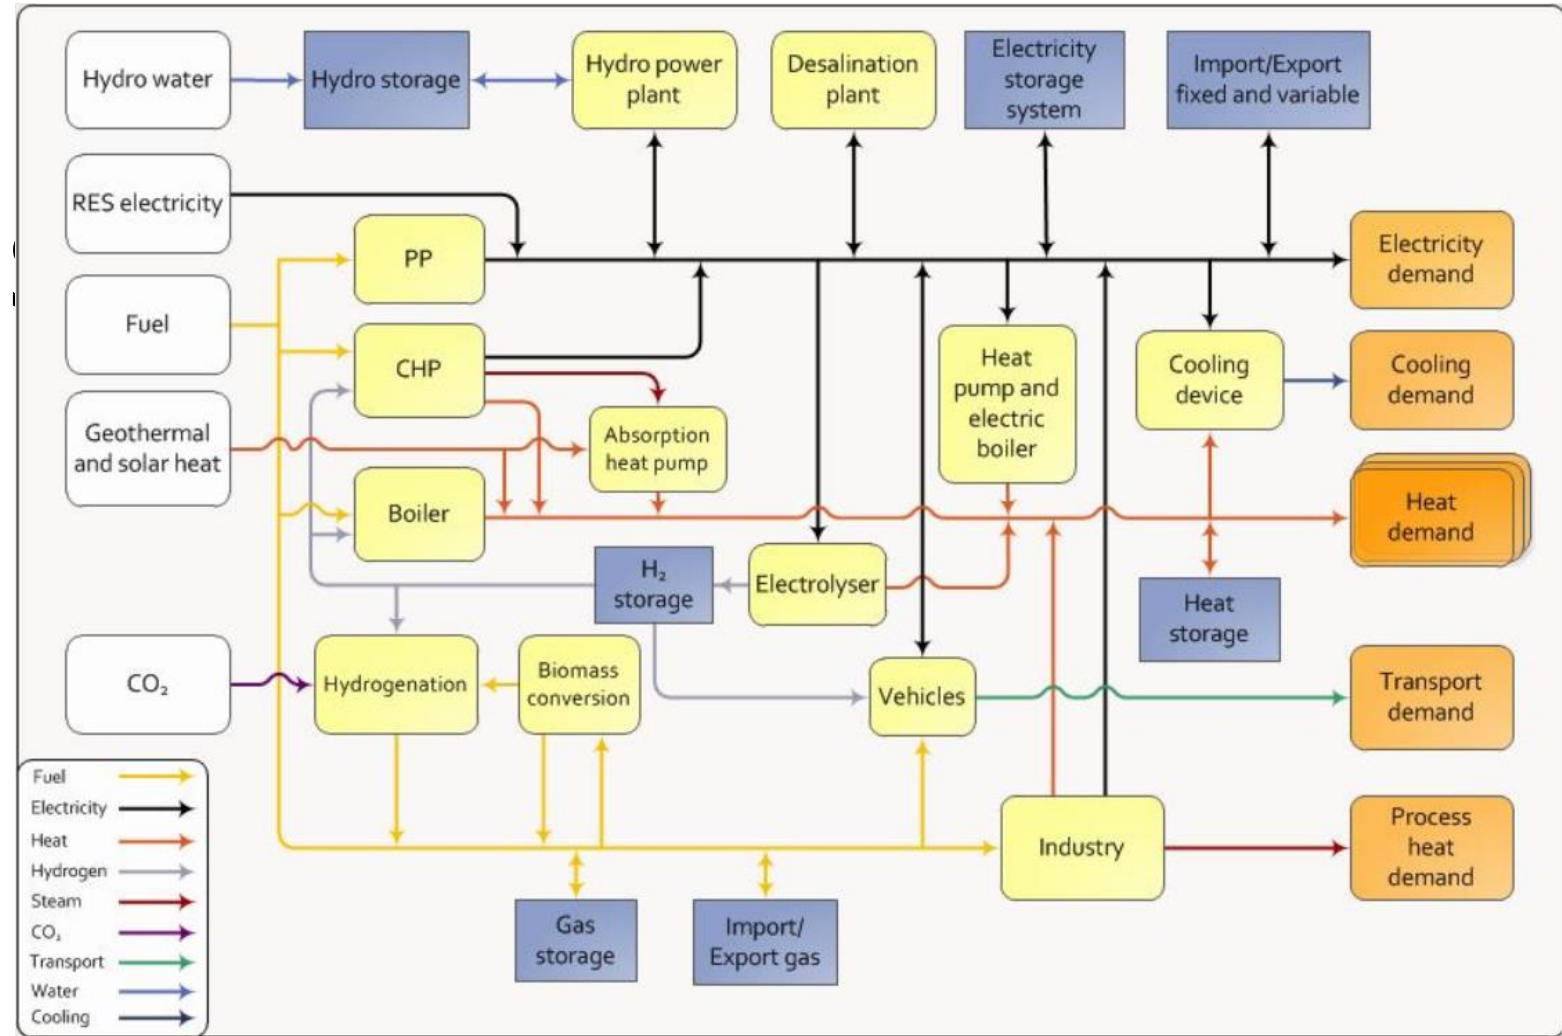 Hydro water
Hydro storage
Hydro power
plant
Desalination
plant
Electricity
storage
system
Import/Export
fixed and variable
RES electricity
PP
Electricity
demand
Fuel
CHP
Heat
pump and
electric
boiler
Cooling
device
Cooling
demand
Geothermal
and solar heat
Absorption
heat pump
Boiler
Heat
demand
H₂
storage
Electrolyser
Heat
storage
CO₂
Hydrogenation
Biomass
conversion
Vehicles
Transport
demand
Industry
Process
heat
demand
Gas
storage
Import/
Export gas
Fuel
Electricity
Heat
Hydrogen
Steam
CO₂
Transport
Water
Cooling